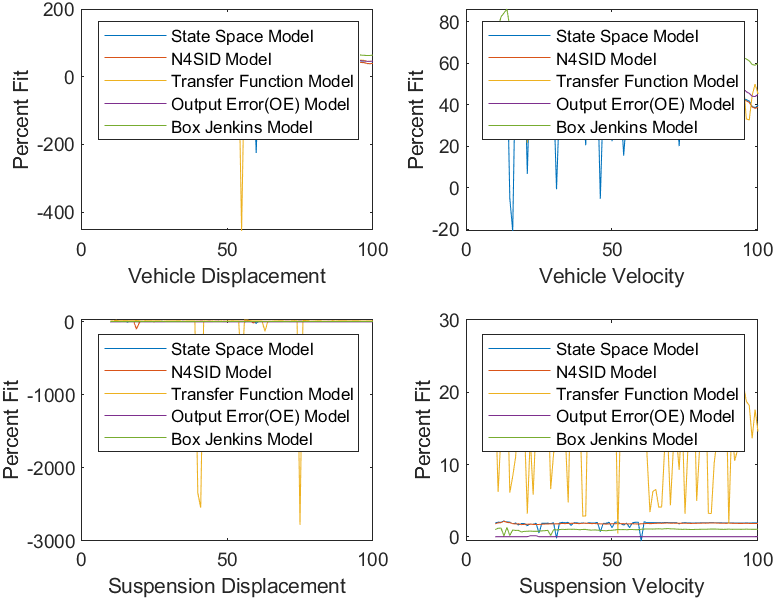 200
0
-200
-400
Percent Fit
State Space Model
N4SID Model
Transfer Function Model
Output Error(OE) Model
Box Jenkins Model
0
50
100
Vehicle Displacement
80
60
40
20
0
-20
Percent Fit
State Space Model
N4SID Model
Transfer Function Model
Output Error(OE) Model
Box Jenkins Model
0
50
100
Vehicle Velocity
0
-1000
-2000
-3000
Percent Fit
State Space Model
N4SID Model
Transfer Function Model
Output Error(OE) Model
Box Jenkins Model
0
50
100
Suspension Displacement
30
20
10
0
Percent Fit
State Space Model
N4SID Model
Transfer Function Model
Output Error(OE) Model
Box Jenkins Model
0
50
100
Suspension Velocity